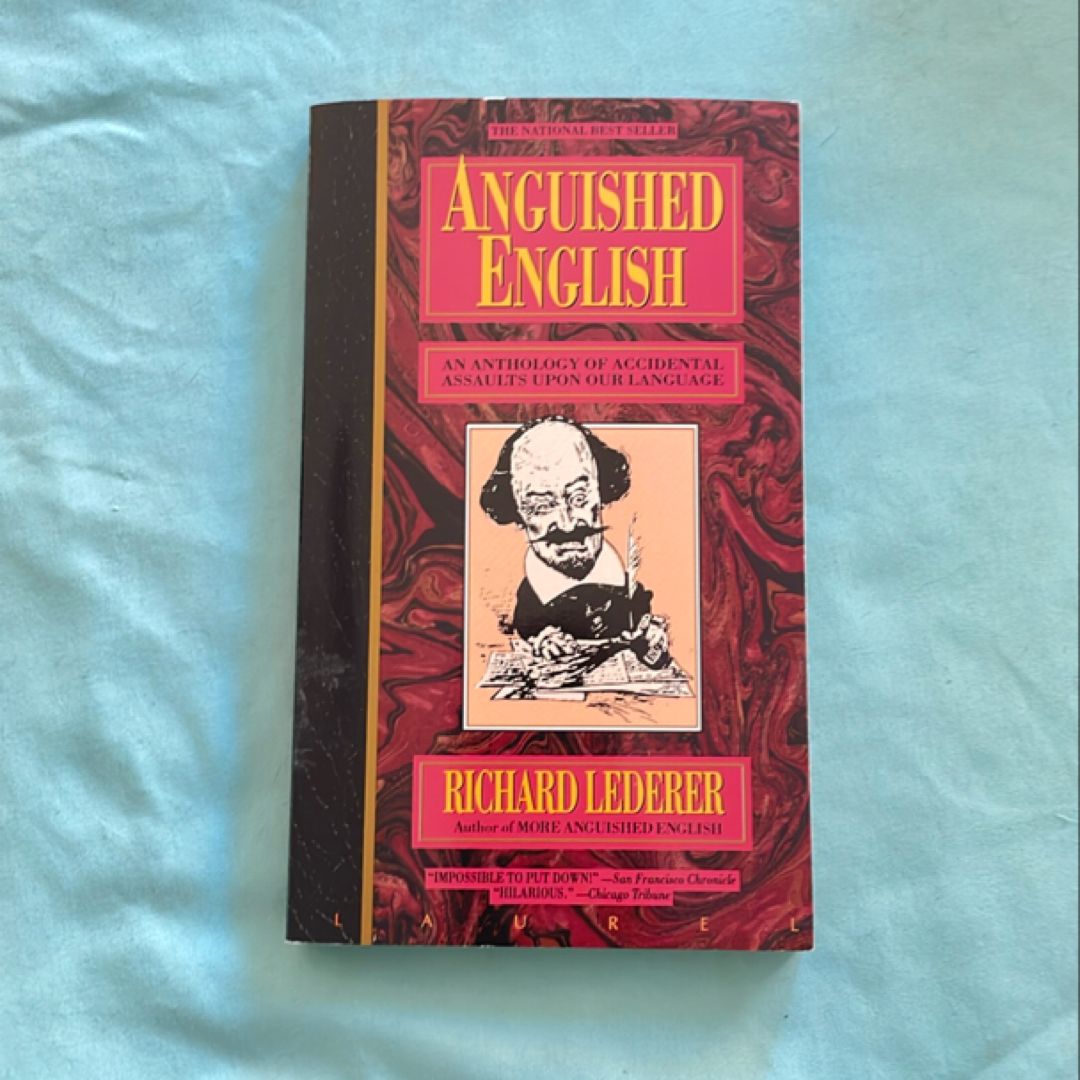 THE NATIONAL BEST SELLER
ANGUISHED
ENGLISH
AN ANTHOLOGY OF ACCIDENTAL
ASSAULTS UPON OUR LANGUAGE
RICHARD LEDERER
Author of MORE ANGUISHED ENGLISH
"IMPOSSIBLE TO PUT DOWN!" —San Francisco Chronicle
"HILARIOUS." —Chicago Tribune
LAUREL